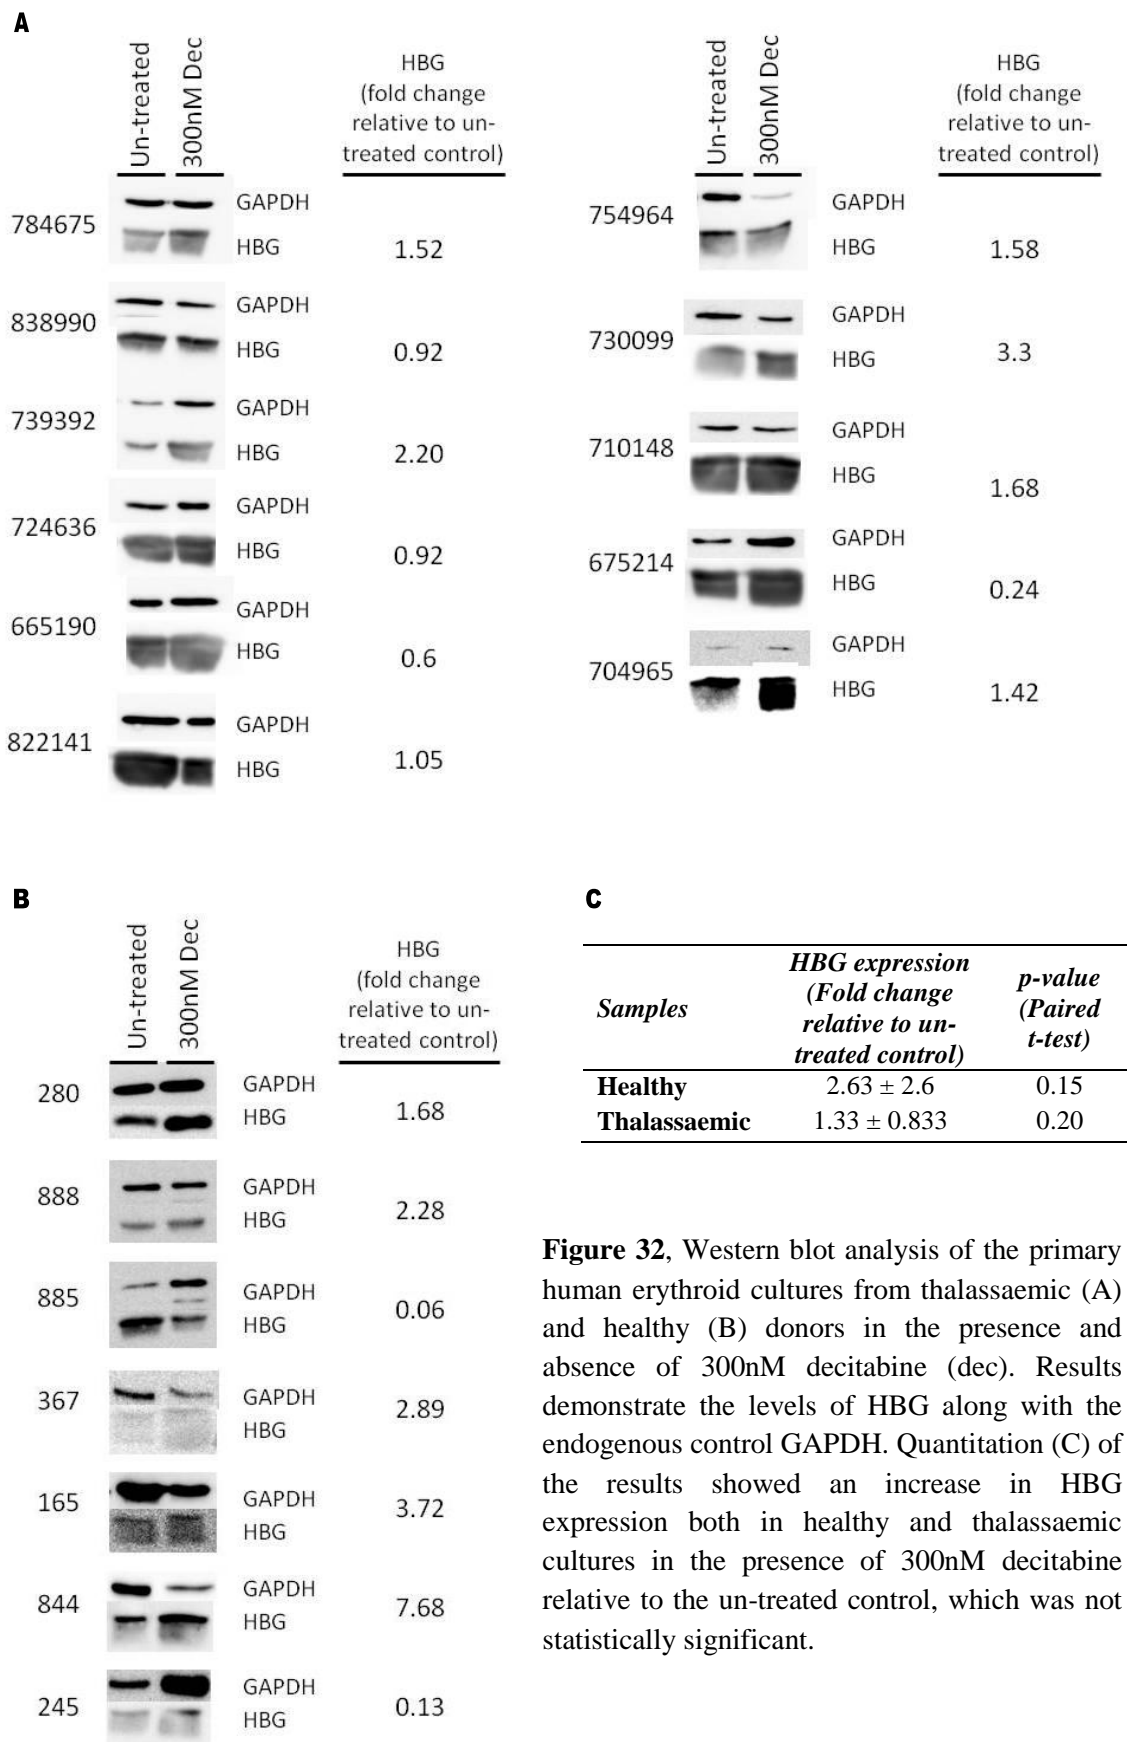 A
Un-treated
300nM Dec
HBG
(fold change
relative to un-
treated control)
784675
GAPDH
HBG
1.52
838990
GAPDH
HBG
0.92
739392
GAPDH
HBG
2.20
724636
GAPDH
HBG
0.92
665190
GAPDH
HBG
0.6
822141
GAPDH
HBG
1.05
Un-treated
300nM Dec
HBG
(fold change
relative to un-
treated control)
754964
GAPDH
HBG
1.58
730099
GAPDH
HBG
3.3
710148
GAPDH
HBG
1.68
675214
GAPDH
HBG
0.24
704965
GAPDH
HBG
1.42
B
Un-treated
300nM Dec
HBG
(fold change
relative to un-
treated control)
280
GAPDH
HBG
1.68
888
GAPDH
HBG
2.28
885
GAPDH
HBG
0.06
367
GAPDH
HBG
2.89
165
GAPDH
HBG
3.72
844
GAPDH
HBG
7.68
245
GAPDH
HBG
0.13
C
Samples
HBG expression
(Fold change
relative to un-
treated control)
p-value
(Paired
t-test)
Healthy 2.63 ± 2.6 0.15
Thalassaemic 1.33 ± 0.833 0.20
Figure 32, Western blot analysis of the primary
human erythroid cultures from thalassaemic (A)
and healthy (B) donors in the presence and
absence of 300nM decitabine (dec). Results
demonstrate the levels of HBG along with the
endogenous control GAPDH. Quantitation (C) of
the results showed an increase in HBG
expression both in healthy and thalassaemic
cultures in the presence of 300nM decitabine
relative to the un-treated control, which was not
statistically significant.